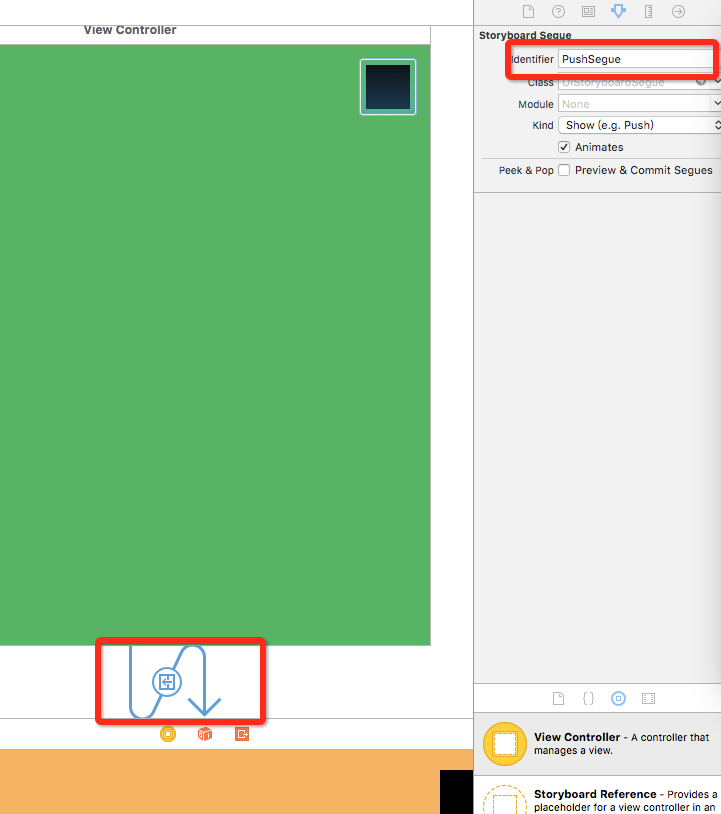 View Controller
Storyboard Segue
Identifier PushSegue
Class UIStoryboardSegue
Module None
Kind Show (e.g. Push)
Animates
Peek & Pop Preview & Commit Segues
{}
View Controller - A controller that
manages a view.
Storyboard Reference - Provides a
placeholder for a view controller in an